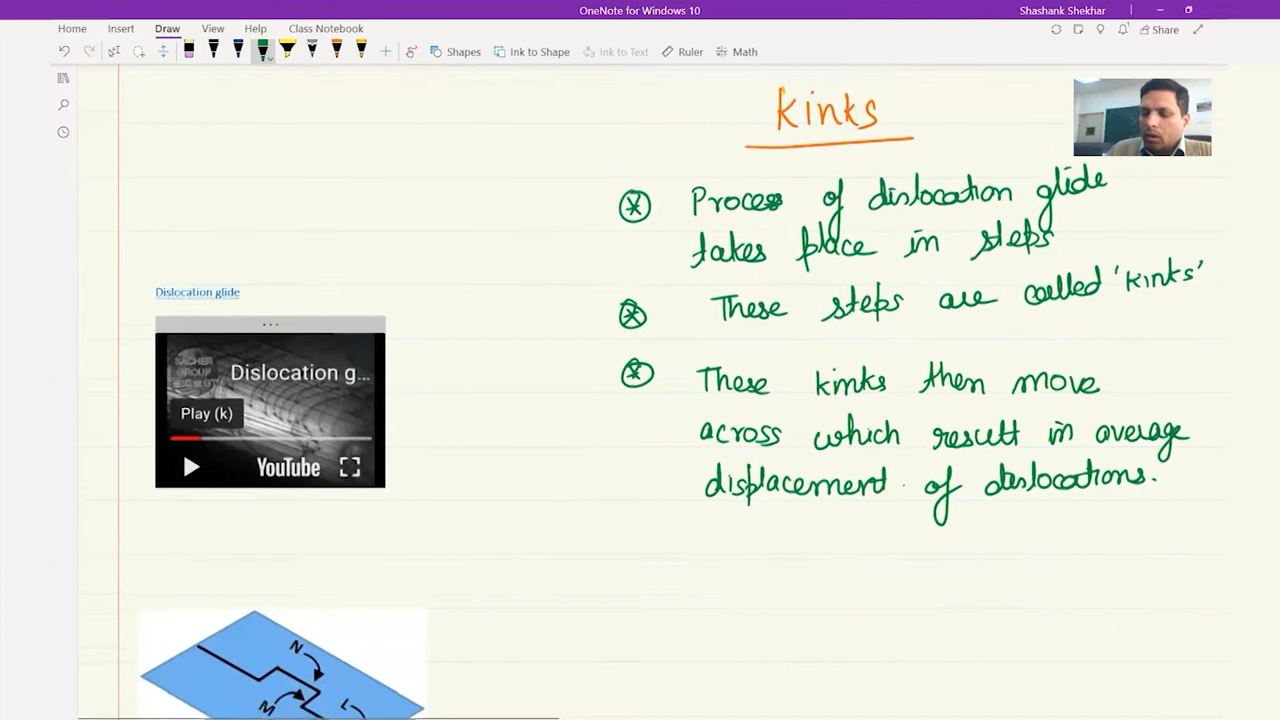 OneNote for Windows 10
Shashank Shekhar
Home Insert Draw View Help Class Notebook
Shapes Ink to Shape Ink to Text Ruler Math
Share
Kinks
Process of dislocation glide
takes place in steps
These steps are called 'kinks'
These kinks then move
across which result in average
displacement of dislocations.
Dislocation glide
...
Dislocation g...
Play (k)
YouTube
N
M
L